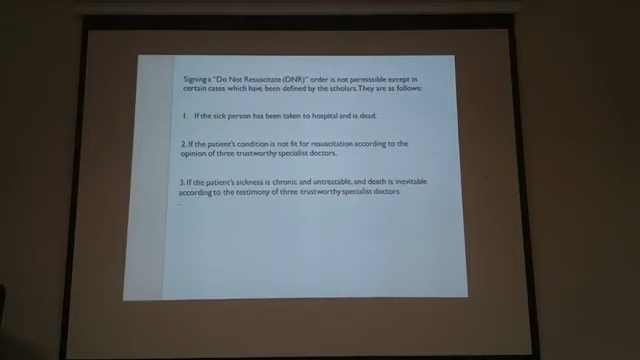 Signing a "Do Not Resuscitate (DNR)" order is not permissible except in
certain cases which have been defined by the scholars. They are as follows:
1. If the sick person has been taken to hospital and is dead.
2. If the patient's condition is not fit for resuscitation according to the
opinion of three trustworthy specialist doctors.
3. If the patient's sickness is chronic and untreatable, and death is inevitable
according to the testimony of three trustworthy specialist doctors